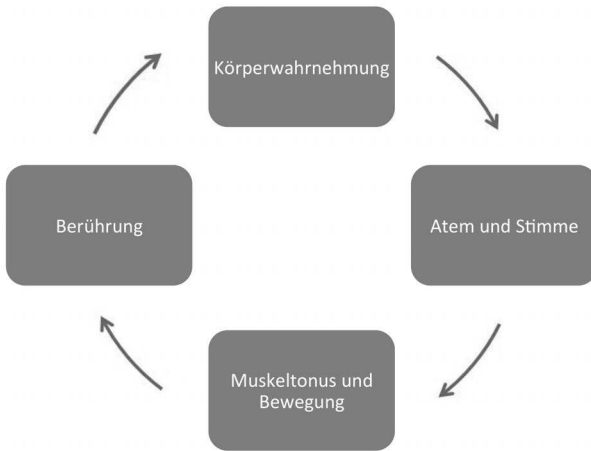 Körperwahrnehmung
Atem und Stimme
Muskeltonus und
Bewegung
Berührung